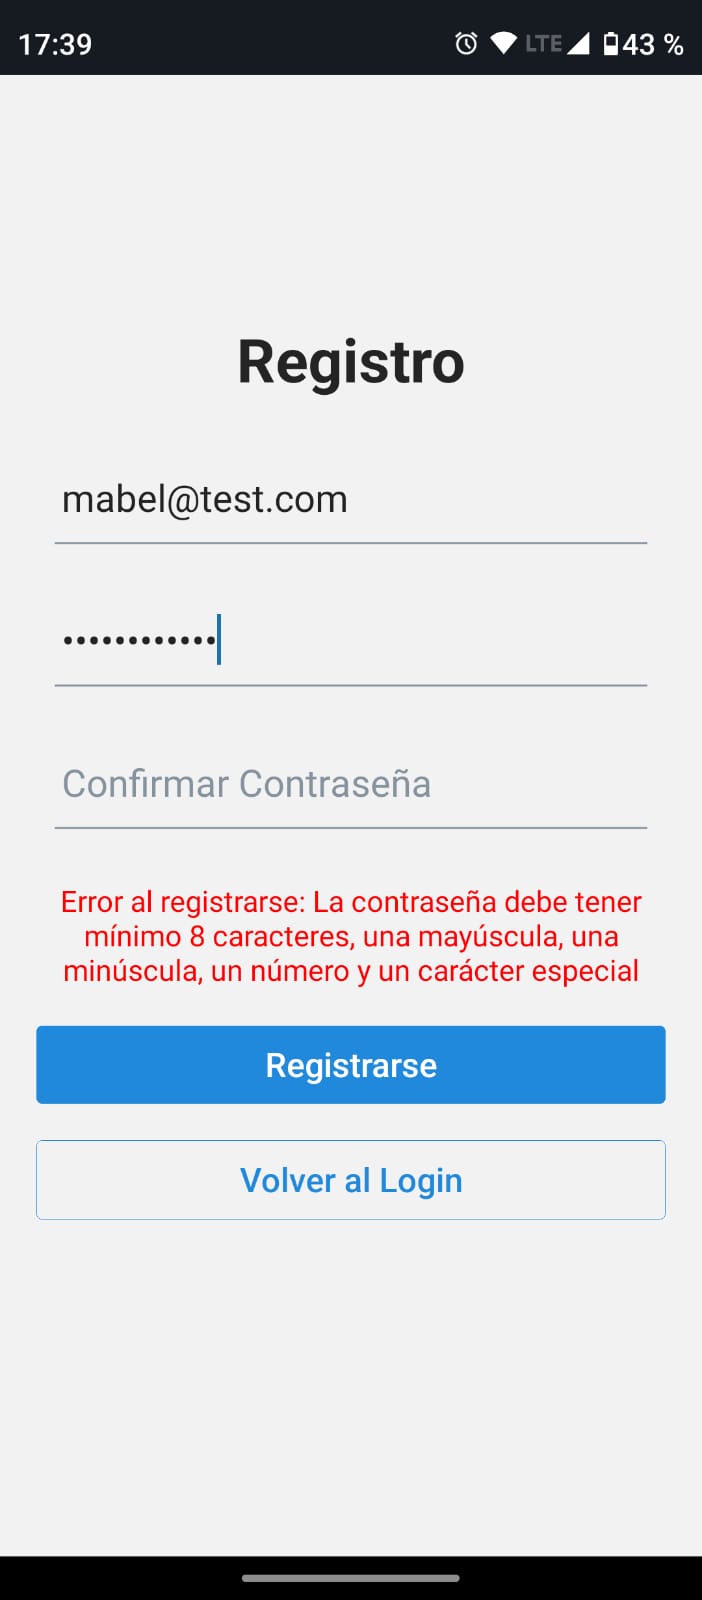 17:39
LTE 43 %
Registro
mabel@test.com
••••••••••••
Confirmar Contraseña
Error al registrarse: La contraseña debe tener
mínimo 8 caracteres, una mayúscula, una
minúscula, un número y un carácter especial
Registrarse
Volver al Login